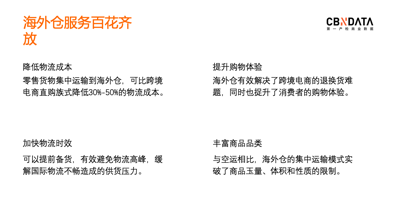 海外仓服务百花齐
放
CBNDATA
第一财经商业数据
降低物流成本
零售货物集中运输到海外仓，可比跨境
电商直购族式降低30%-50%的物流成本。
提升购物体验
海外仓有效解决了跨境电商的退换货难
题，同时也提升了消费者的购物体验。
加快物流时效
可以提前备货，有效避免物流高峰，缓
解国际物流不畅造成的供货压力。
丰富商品品类
与空运相比，海外仓的集中运输模式实
破了商品玉量、体积和性质的限制。